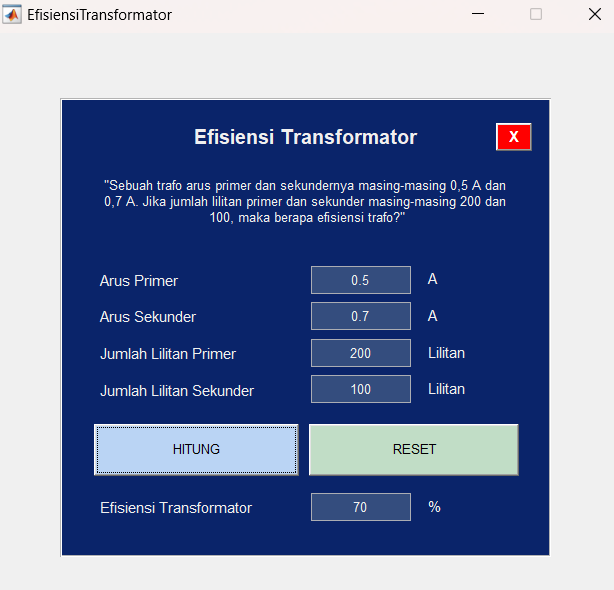 EfisiensiTransformator
Efisiensi Transformator
X
"Sebuah trafo arus primer dan sekundernya masing-masing 0,5 A dan
0,7 A. Jika jumlah lilitan primer dan sekunder masing-masing 200 dan
100, maka berapa efisiensi trafo?"
Arus Primer 0.5 A
Arus Sekunder 0.7 A
Jumlah Lilitan Primer 200 Lilitan
Jumlah Lilitan Sekunder 100 Lilitan
HITUNG RESET
Efisiensi Transformator 70 %